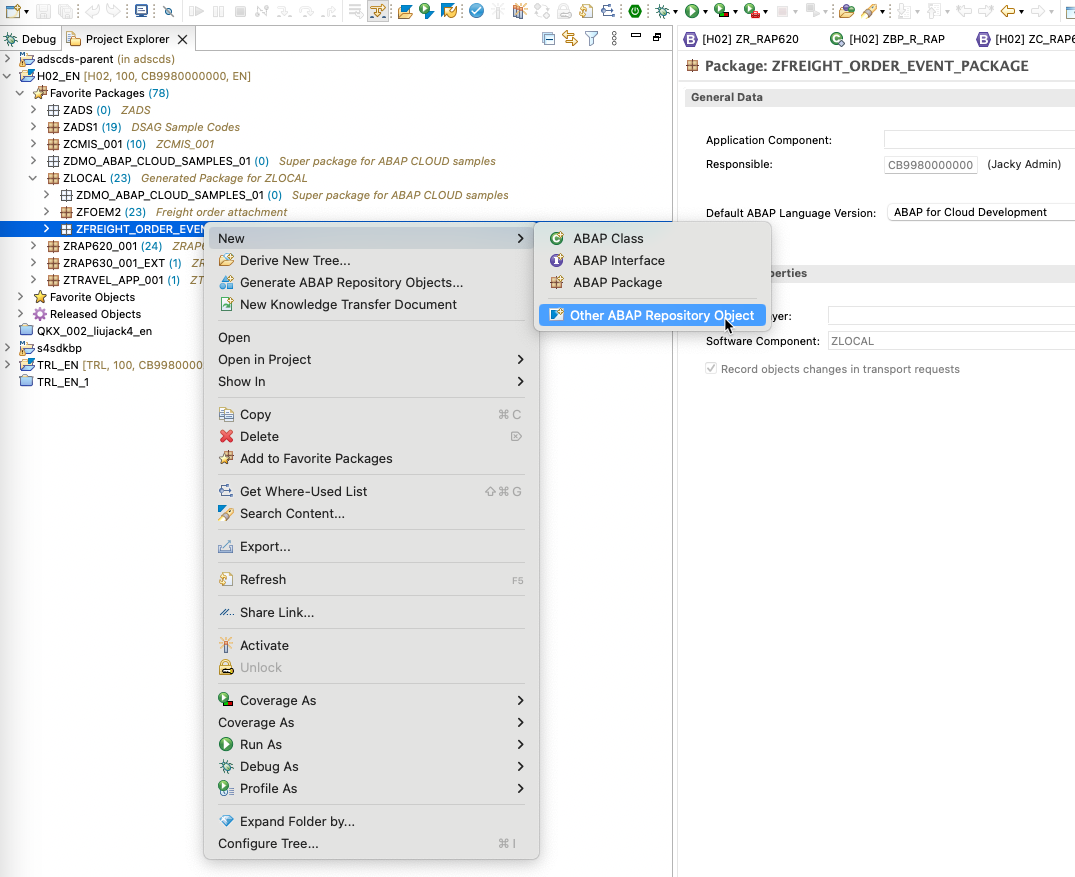 Debug
Project Explorer
[H02] ZR_RAP620
[H02] ZBP_R_RAP
[H02] ZC_RAP6
adscds-parent (in adscds)
H02_EN [H02, 100, CB9980000000, EN]
Favorite Packages (78)
ZADS (0) ZADS
ZADS1 (19) DSAG Sample Codes
ZCMIS_001 (10) ZCMIS_001
ZDMO_ABAP_CLOUD_SAMPLES_01 (0) Super package for ABAP CLOUD samples
ZLOCAL (23) Generated Package for ZLOCAL
ZDMO_ABAP_CLOUD_SAMPLES_01 (0) Super package for ABAP CLOUD samples
ZFOEM2 (23) Freight order attachment
ZFREIGHT_ORDER_EVEN
ZRAP620_001 (24) ZRAP6
ZRAP630_001_EXT (1) ZR
ZTRAVEL_APP_001 (1) ZT
Favorite Objects
Released Objects
QKX_002_liujack4_en
s4sdkbp
TRL_EN [TRL, 100, CB9980000
TRL_EN_1
New
Derive New Tree...
Generate ABAP Repository Objects...
New Knowledge Transfer Document
Open
Open in Project
Show In
Copy ⌘ C
Delete ⌦
Add to Favorite Packages
Get Where-Used List ⇧ ⌘ G
Search Content...
Export...
Refresh F5
Share Link...
Activate
Unlock
Coverage As
Coverage As
Run As
Debug As
Profile As
Expand Folder by...
Configure Tree... ⌘ I
ABAP Class
ABAP Interface
ABAP Package
Other ABAP Repository Object
Package: ZFREIGHT_ORDER_EVENT_PACKAGE
General Data
Application Component:
Responsible: CB9980000000 (Jacky Admin)
Default ABAP Language Version: ABAP for Cloud Development
perties
yer:
Software Component: ZLOCAL
Record objects changes in transport requests